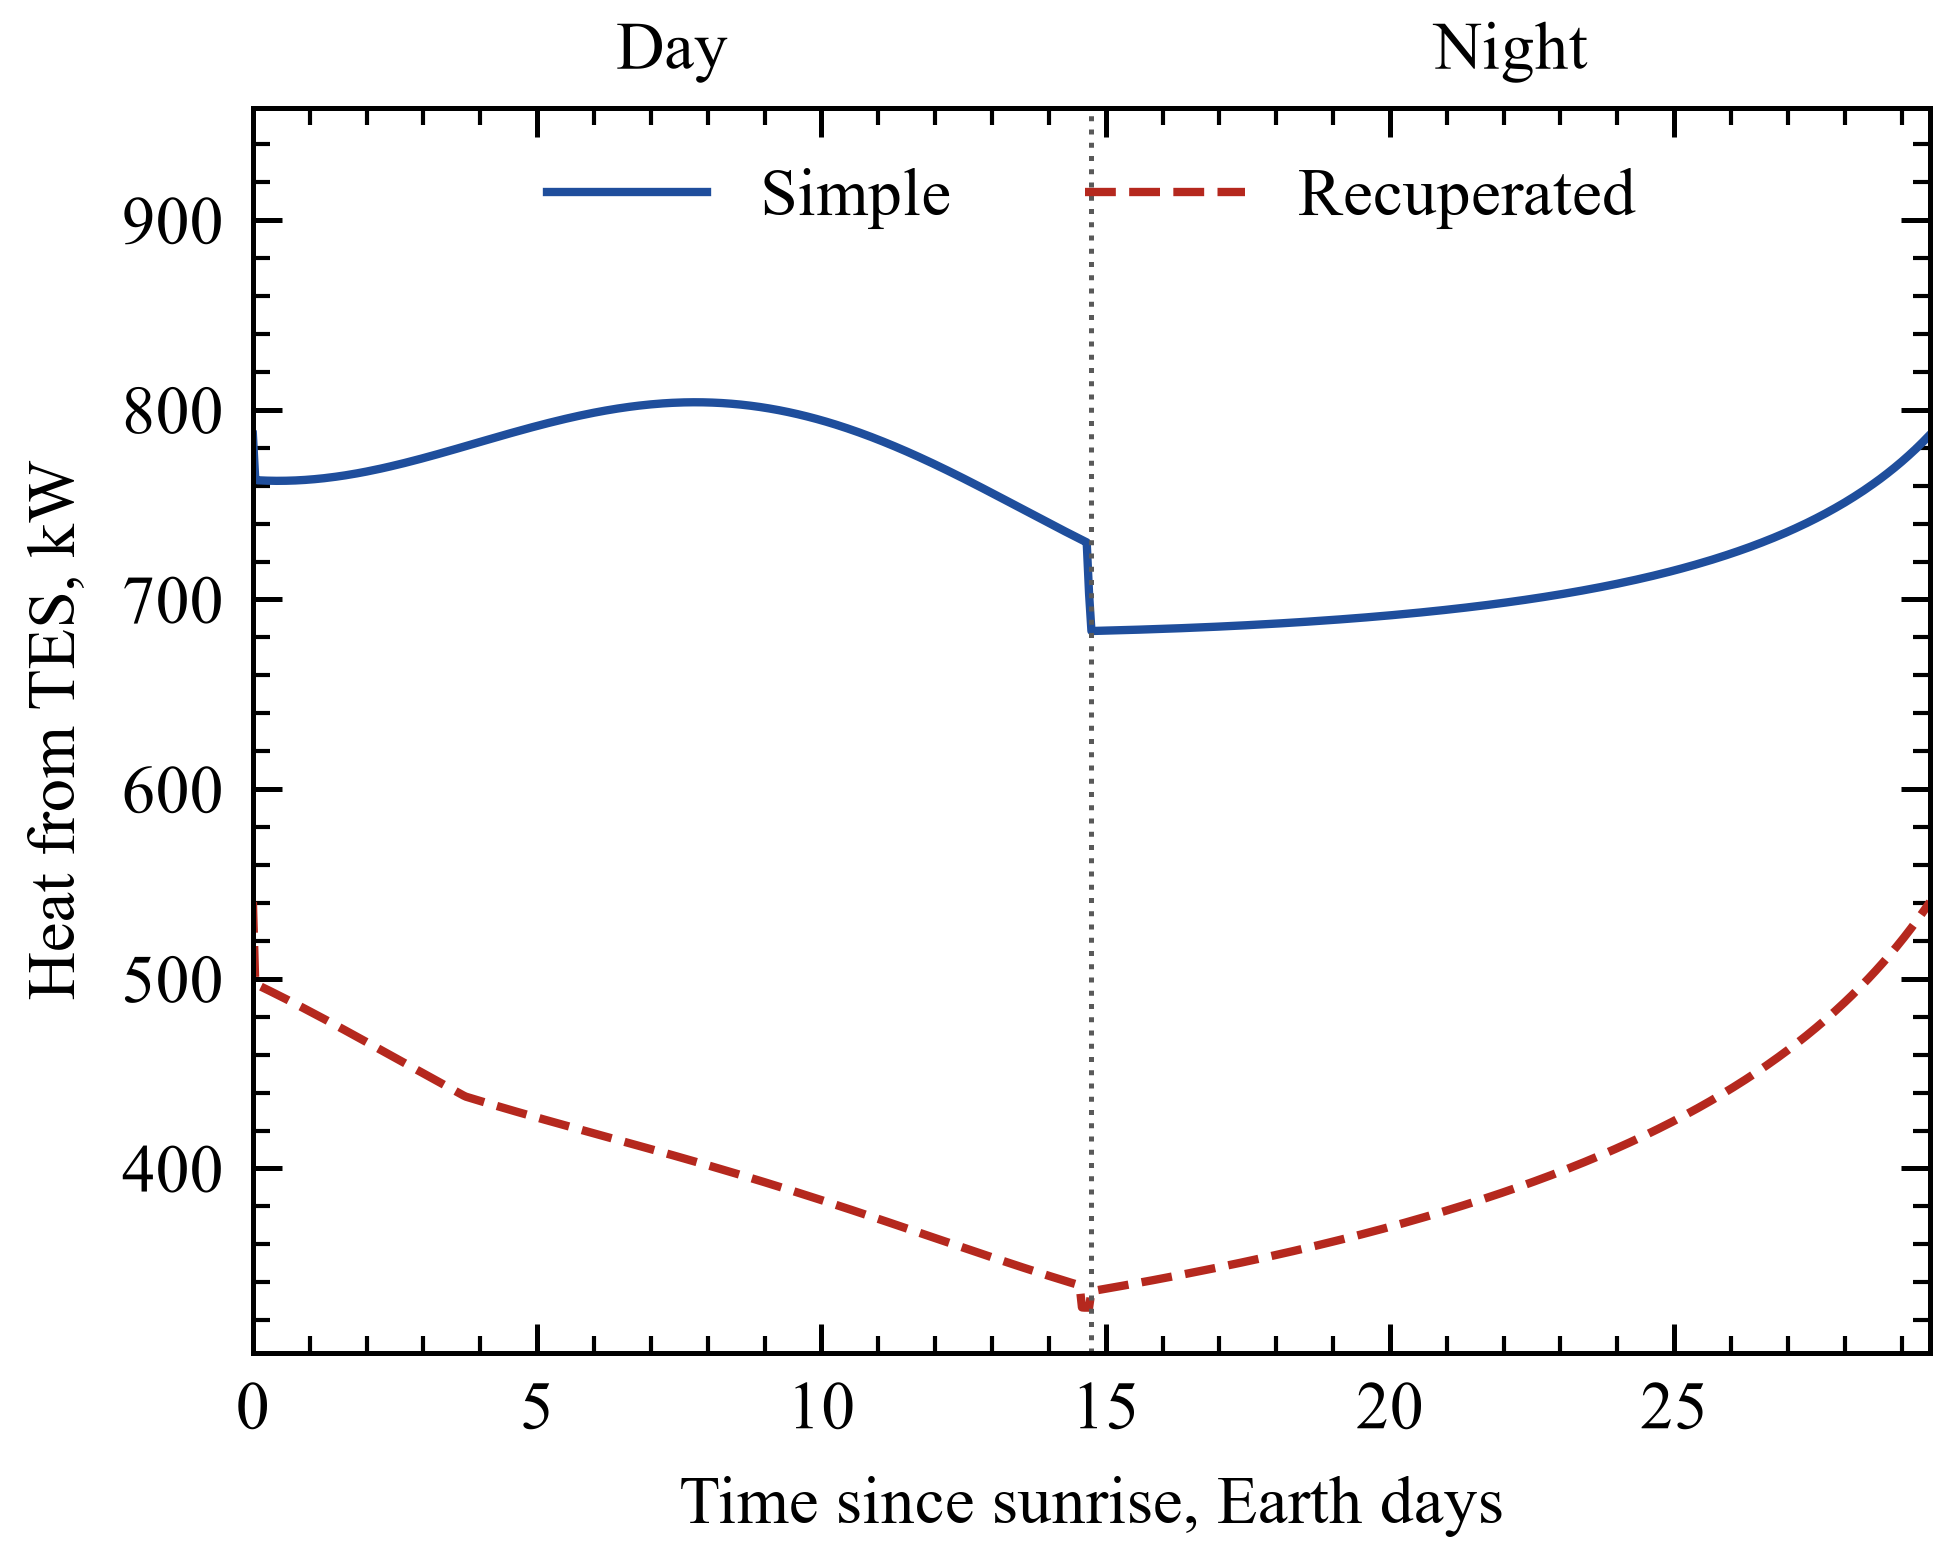 Day Night
Simple Recuperated
900
800
700
600
500
400
Heat from TES, kW
0 5 10 15 20 25
Time since sunrise, Earth days